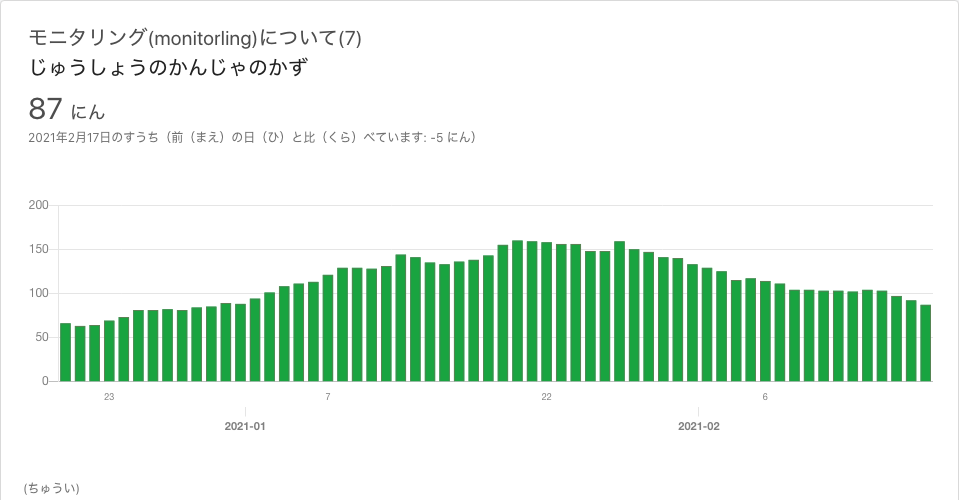 モニタリング(monitorling)について(7)
じゅうしょうのかんじゃのかず
87 にん
2021年2月17日のすうち（前（まえ）の日（ひ）と比（くら）べています: -5 にん）
200
150
100
50
0
23 7 22 6
2021-01 2021-02
(ちゅうい)